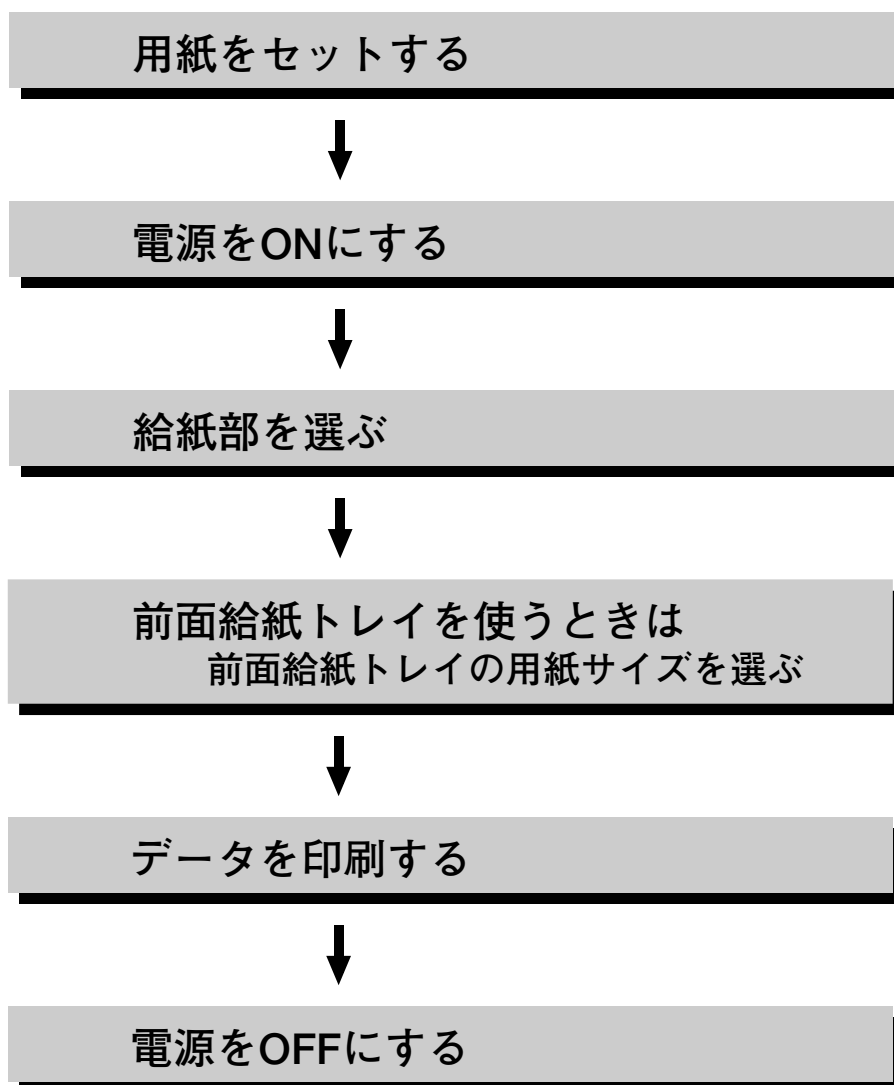 用紙をセットする
電源をONにする
給紙部を選ぶ
前面給紙トレイを使うときは
前面給紙トレイの用紙サイズを選ぶ
データを印刷する
電源をOFFにする